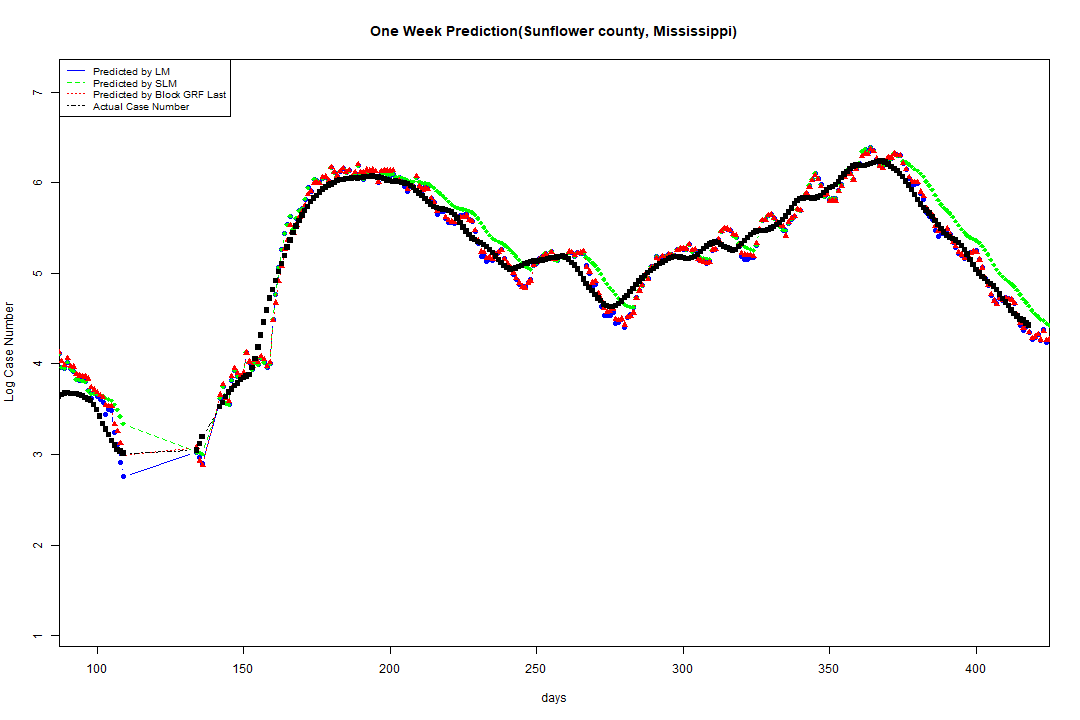 One Week Prediction(Sunflower county, Mississippi)
Predicted by LM
Predicted by SLM
Predicted by Block GRF Last
Actual Case Number
7
6
5
4
3
2
1
Log Case Number
100 150 200 250 300 350 400
days